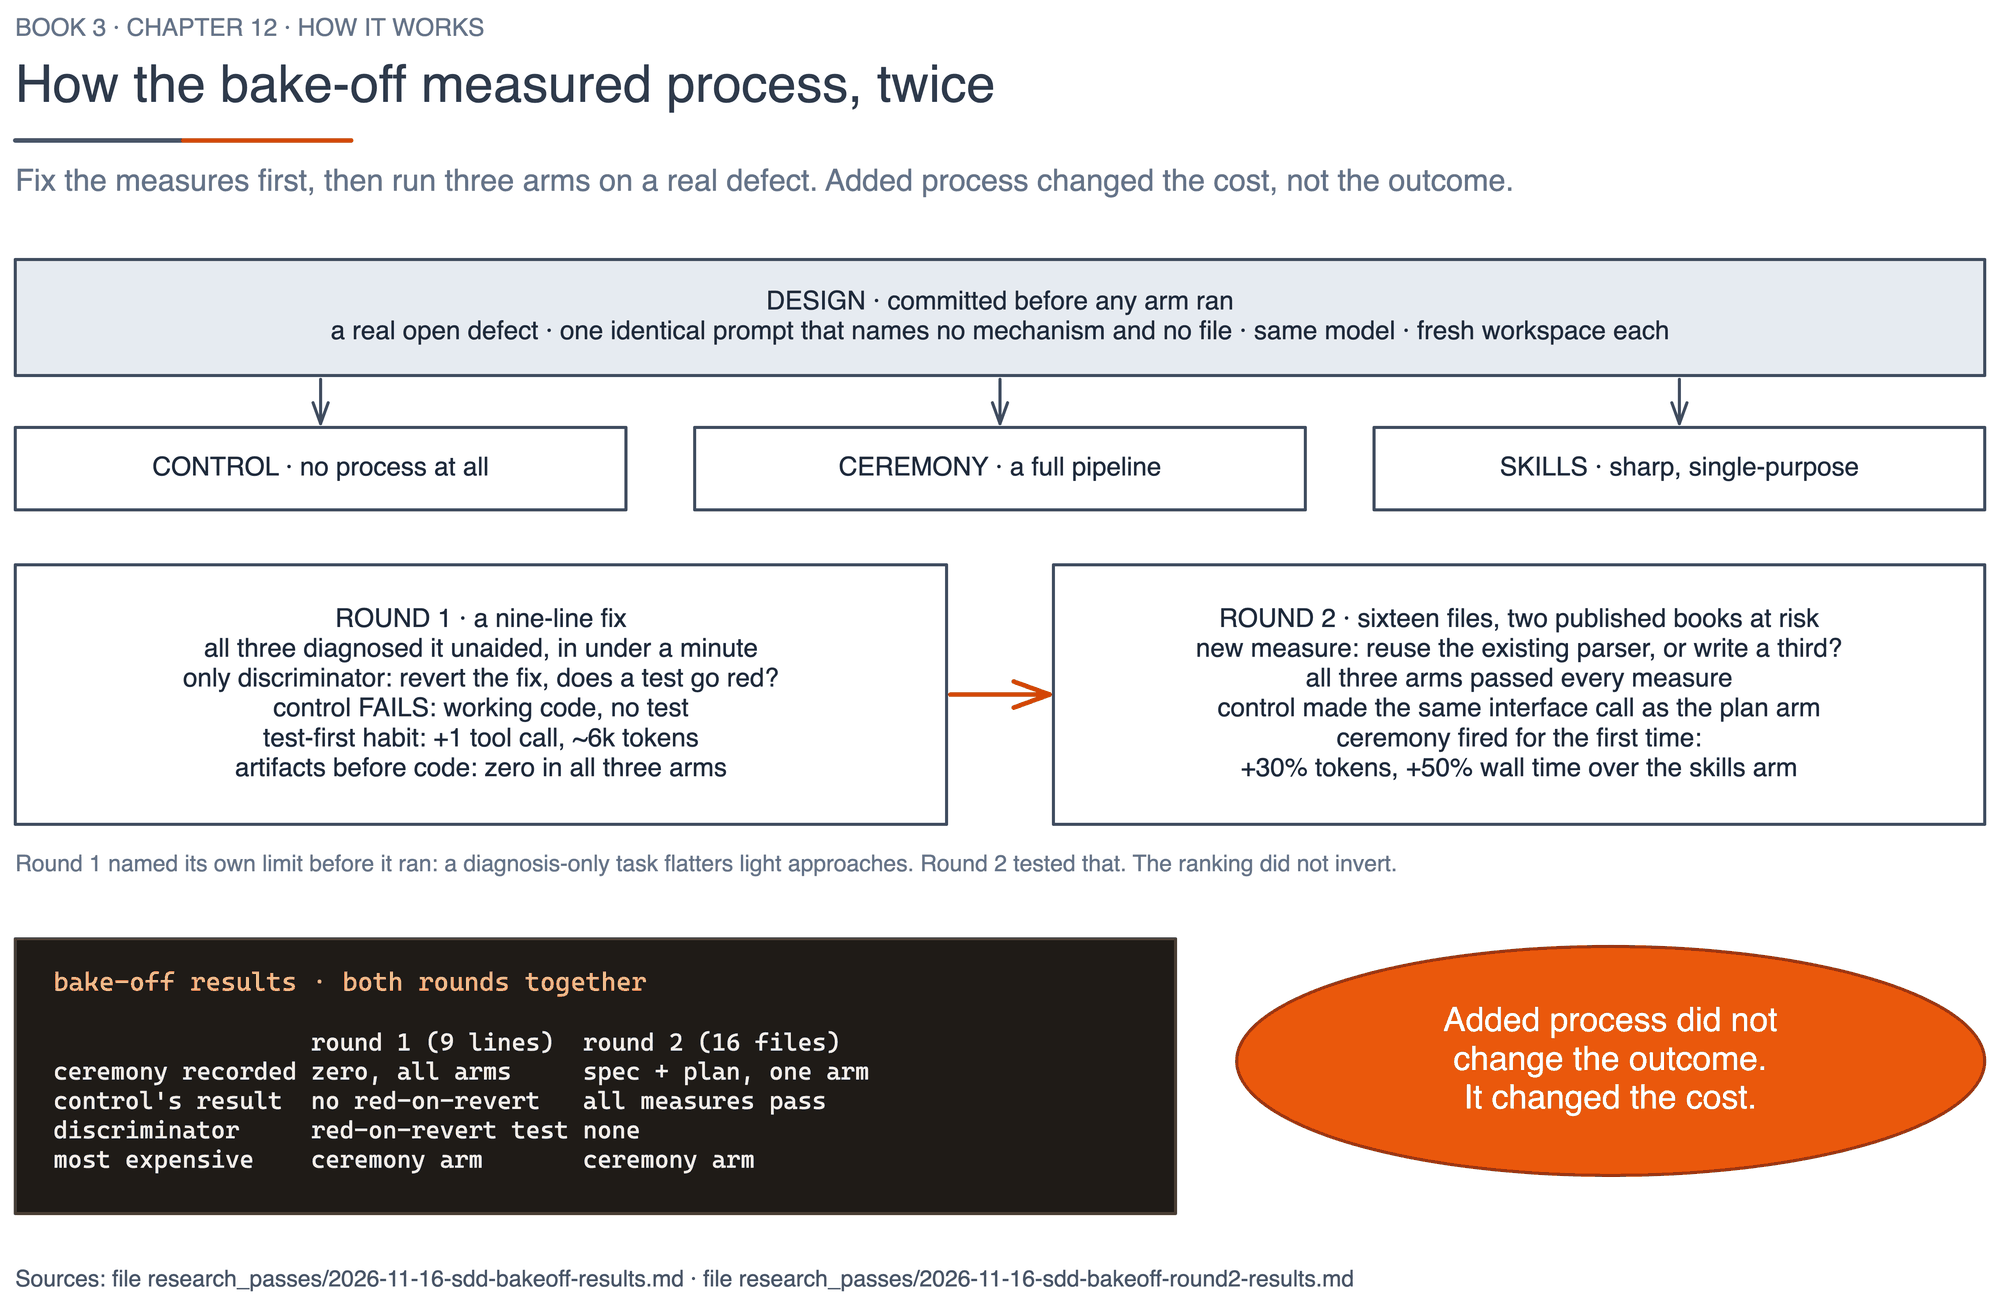 BOOK 3 · CHAPTER 12 · HOW IT WORKS
How the bake-off measured process, twice
Fix the measures first, then run three arms on a real defect. Added process changed the cost, not the outcome.
DESIGN · committed before any arm ran
a real open defect · one identical prompt that names no mechanism and no file · same model · fresh workspace each
CONTROL · no process at all
CEREMONY · a full pipeline
SKILLS · sharp, single-purpose
ROUND 1 · a nine-line fix
all three diagnosed it unaided, in under a minute
only discriminator: revert the fix, does a test go red?
control FAILS: working code, no test
test-first habit: +1 tool call, ~6k tokens
artifacts before code: zero in all three arms
ROUND 2 · sixteen files, two published books at risk
new measure: reuse the existing parser, or write a third?
all three arms passed every measure
control made the same interface call as the plan arm
ceremony fired for the first time:
+30% tokens, +50% wall time over the skills arm
Round 1 named its own limit before it ran: a diagnosis-only task flatters light approaches. Round 2 tested that. The ranking did not invert.
bake-off results · both rounds together
round 1 (9 lines)  round 2 (16 files)
ceremony recorded zero, all arms     spec + plan, one arm
control's result  no red-on-revert   all measures pass
discriminator     red-on-revert test none
most expensive    ceremony arm       ceremony arm
Added process did not
change the outcome.
It changed the cost.
Sources: file research_passes/2026-11-16-sdd-bakeoff-results.md · file research_passes/2026-11-16-sdd-bakeoff-round2-results.md